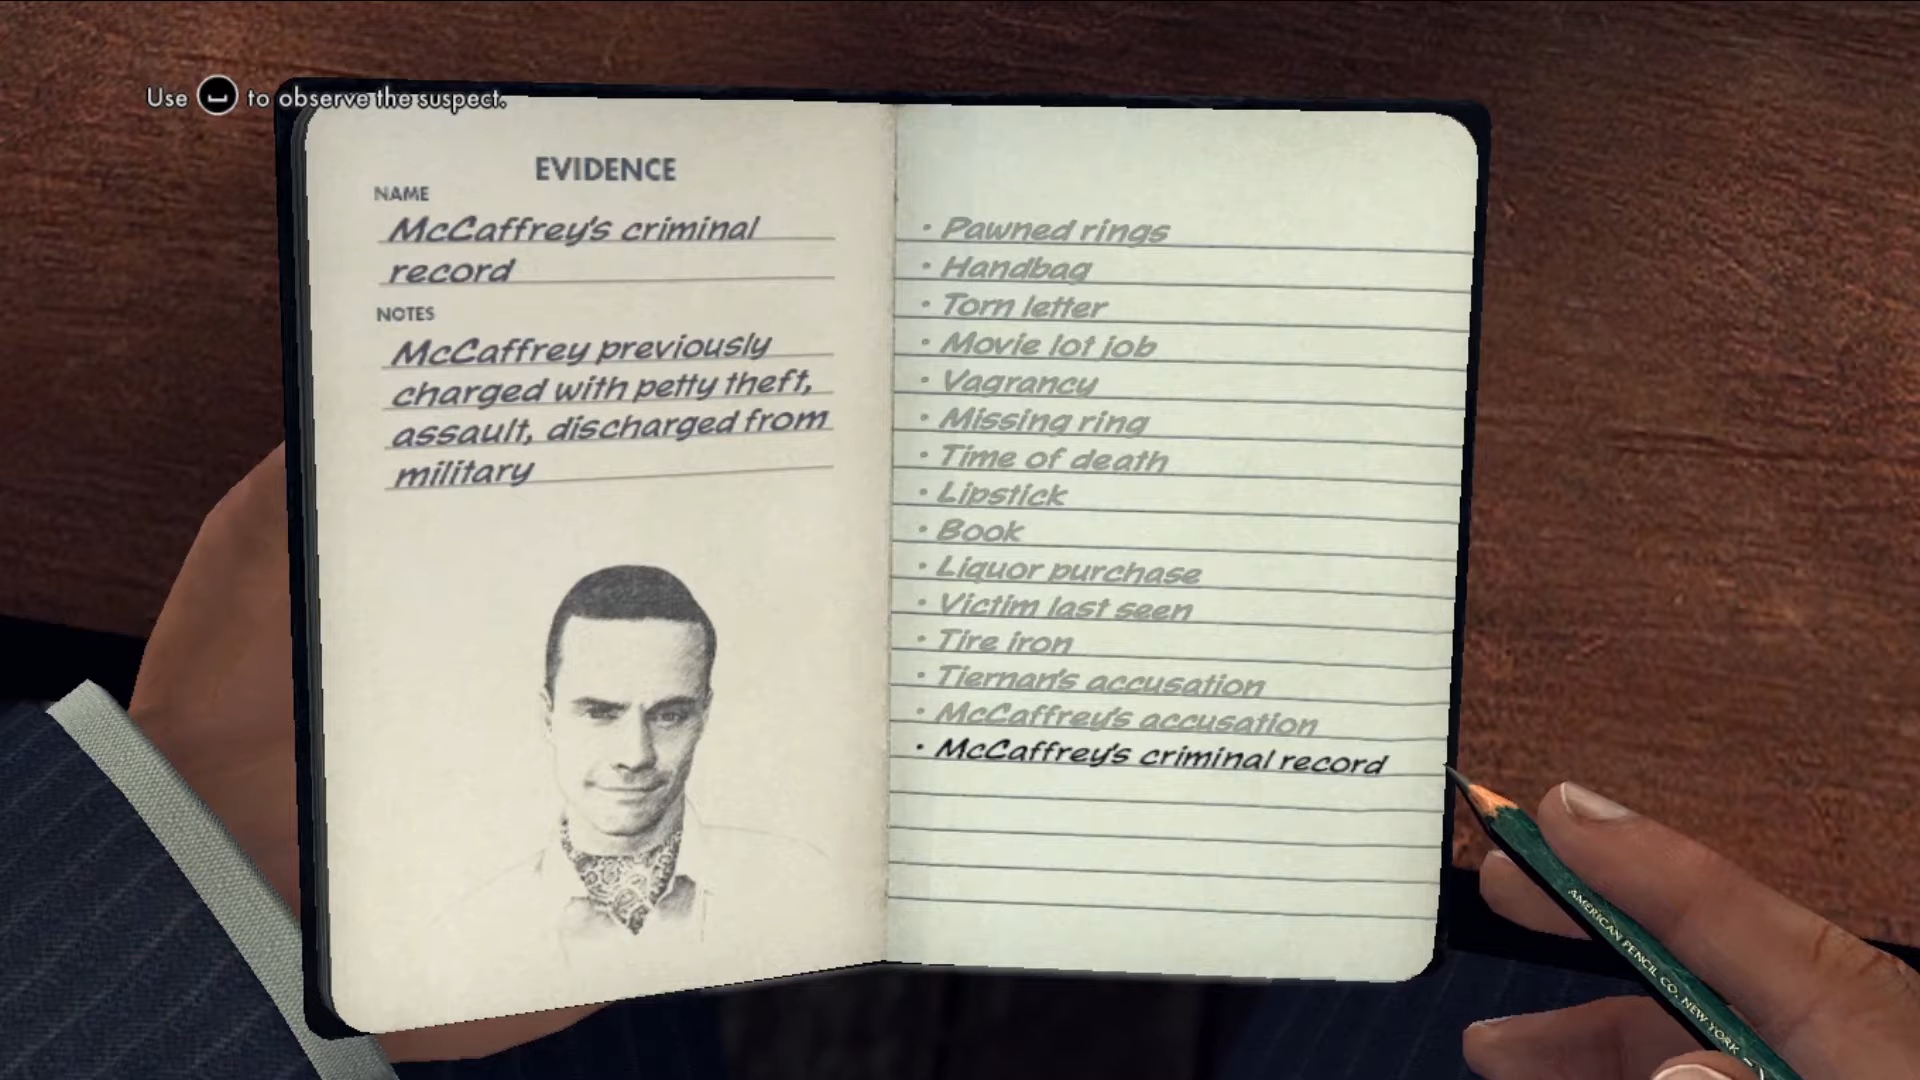 Use to observe the suspect.
EVIDENCE
NAME
McCaffrey's criminal
record
NOTES
McCaffrey previously
charged with petty theft,
assault, discharged from
military
• Pawned rings
• Handbag
• Torn letter
• Movie lot job
• Vagrancy
• Missing ring
• Time of death
• Lipstick
• Book
• Liquor purchase
• Victim last seen
• Tire iron
• Tiernan's accusation
• McCaffrey's accusation
• McCaffrey's criminal record
AMERICAN PENCIL CO. NEW YORK